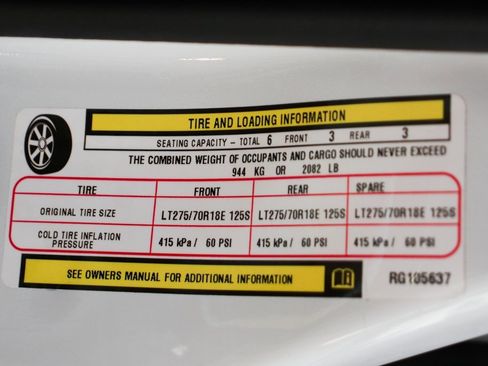 TIRE AND LOADING INFORMATION
SEATING CAPACITY - TOTAL 6 FRONT 3 REAR 3
THE COMBINED WEIGHT OF OCCUPANTS AND CARGO SHOULD NEVER EXCEED
944 KG OR 2082 LB
TIRE FRONT REAR SPARE
ORIGINAL TIRE SIZE LT275/70R18E 125S LT275/70R18E 125S LT275/70R18E 125S
COLD TIRE INFLATION PRESSURE 415 kPa / 60 PSI 415 kPa / 60 PSI 415 kPa / 60 PSI
SEE OWNERS MANUAL FOR ADDITIONAL INFORMATION RG105637